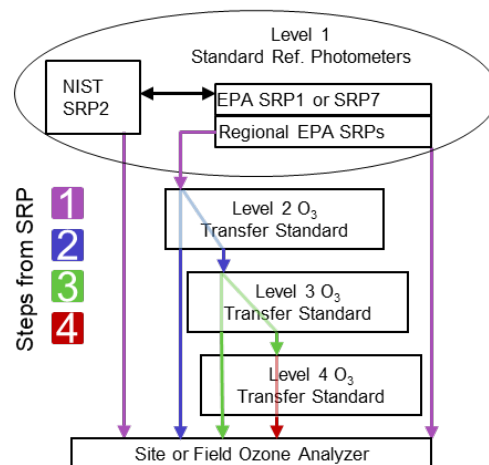 Level 1
Standard Ref. Photometers
NIST
SRP2
EPA SRP1 or SRP7
Regional EPA SRPs
Steps from SRP
1
2
3
4
Level 2 O₃
Transfer Standard
Level 3 O₃
Transfer Standard
Level 4 O₃
Transfer Standard
Site or Field Ozone Analyzer